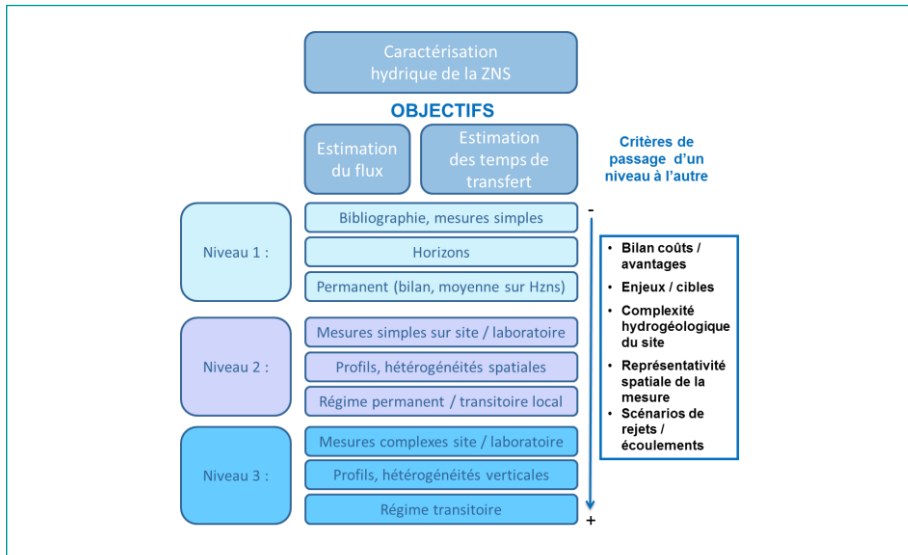 Caractérisation
hydrique de la ZNS
OBJECTIFS
Estimation
du flux
Estimation
des temps de
transfert
Critères de
passage d'un
niveau à l'autre
Niveau 1 :
Bibliographie, mesures simples
Horizons
Permanent (bilan, moyenne sur Hzns)
Niveau 2 :
Mesures simples sur site / laboratoire
Profils, hétérogénéités spatiales
Régime permanent / transitoire local
Niveau 3 :
Mesures complexes site / laboratoire
Profils, hétérogénéités verticales
Régime transitoire
-
• Bilan coûts /
avantages
• Enjeux / cibles
• Complexité
hydrogéologique
du site
• Représentativité
spatiale de la
mesure
• Scénarios de
rejets /
écoulements
+